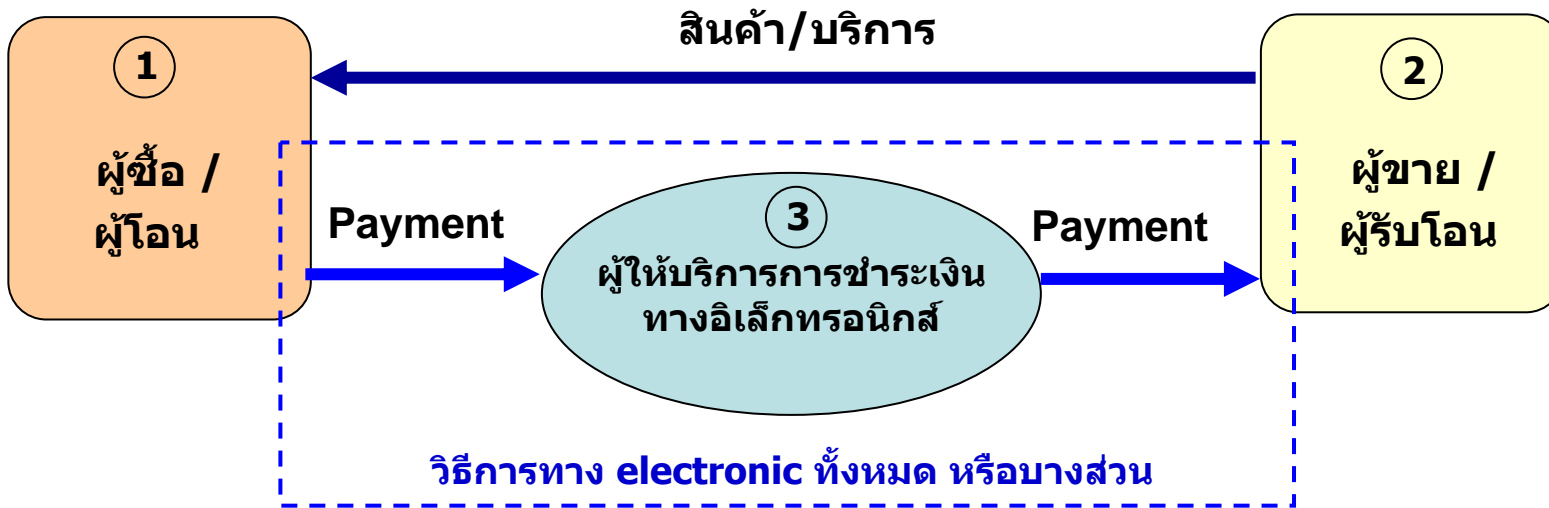 สินค้า/บริการ
1
ผู้ซื้อ /
ผู้โอน
Payment
3
ผู้ให้บริการการชำระเงิน
ทางอิเล็กทรอนิกส์
Payment
2
ผู้ขาย /
ผู้รับโอน
วิธีการทาง electronic ทั้งหมด หรือบางส่วน